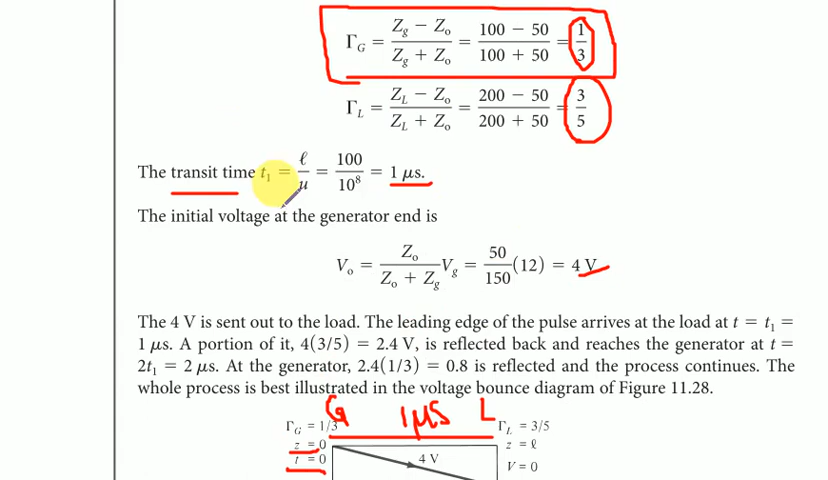 Γ_G = (Z_g − Z_o)/(Z_g + Z_o) = (100 − 50)/(100 + 50) = 1/3
Γ_L = (Z_L − Z_o)/(Z_L + Z_o) = (200 − 50)/(200 + 50) = 3/5
The transit time t₁ = ℓ/u = 100/10⁸ = 1 μs.
The initial voltage at the generator end is
V_o = Z_o/(Z_o + Z_g) V_g = 50/150 (12) = 4 V
The 4 V is sent out to the load. The leading edge of the pulse arrives at the load at t = t₁ =
1 μs. A portion of it, 4(3/5) = 2.4 V, is reflected back and reaches the generator at t =
2t₁ = 2 μs. At the generator, 2.4(1/3) = 0.8 is reflected and the process continues. The
whole process is best illustrated in the voltage bounce diagram of Figure 11.28.
G 1μs L
Γ_G = 1/3 Γ_L = 3/5
z = 0 z = ℓ
t = 0 4 V V = 0